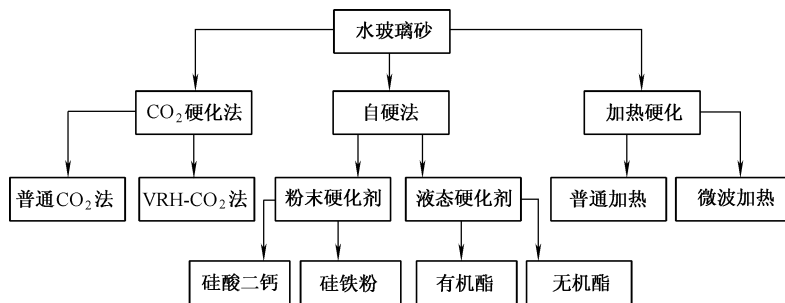 水玻璃砂
CO₂硬化法
自硬法
加热硬化
普通CO₂法
VRH-CO₂法
粉末硬化剂
液态硬化剂
普通加热
微波加热
硅酸二钙
硅铁粉
有机酯
无机酯